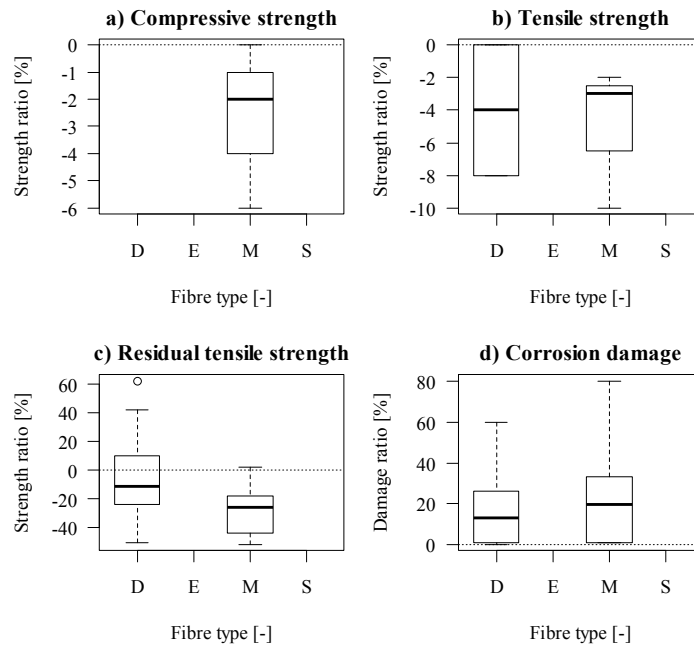 a) Compressive strength
Strength ratio [%]
0
-1
-2
-3
-4
-5
-6
D E M S
Fibre type [-]
b) Tensile strength
Strength ratio [%]
0
-2
-4
-6
-8
-10
D E M S
Fibre type [-]
c) Residual tensile strength
Strength ratio [%]
60
40
20
0
-20
-40
D E M S
Fibre type [-]
d) Corrosion damage
Damage ratio [%]
80
60
40
20
0
D E M S
Fibre type [-]